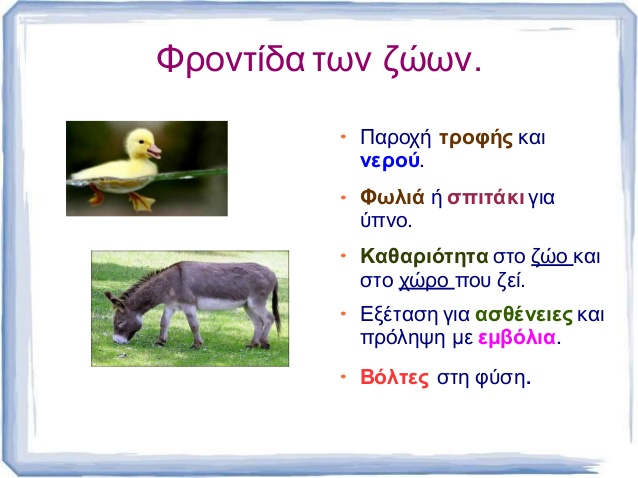 Φροντίδα των ζώων.
• Παροχή τροφής και
νερού.
• Φωλιά ή σπιτάκι για
ύπνο.
• Καθαριότητα στο ζώο και
στο χώρο που ζεί.
• Εξέταση για ασθένειες και
πρόληψη με εμβόλια.
• Βόλτες στη φύση.